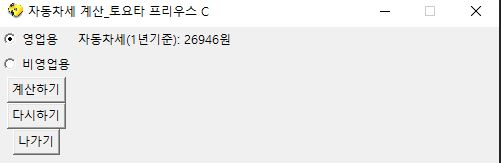 자동차세 계산_토요타 프리우스 C
영업용 자동차세(1년기준): 26946원
비영업용
계산하기
다시하기
나가기